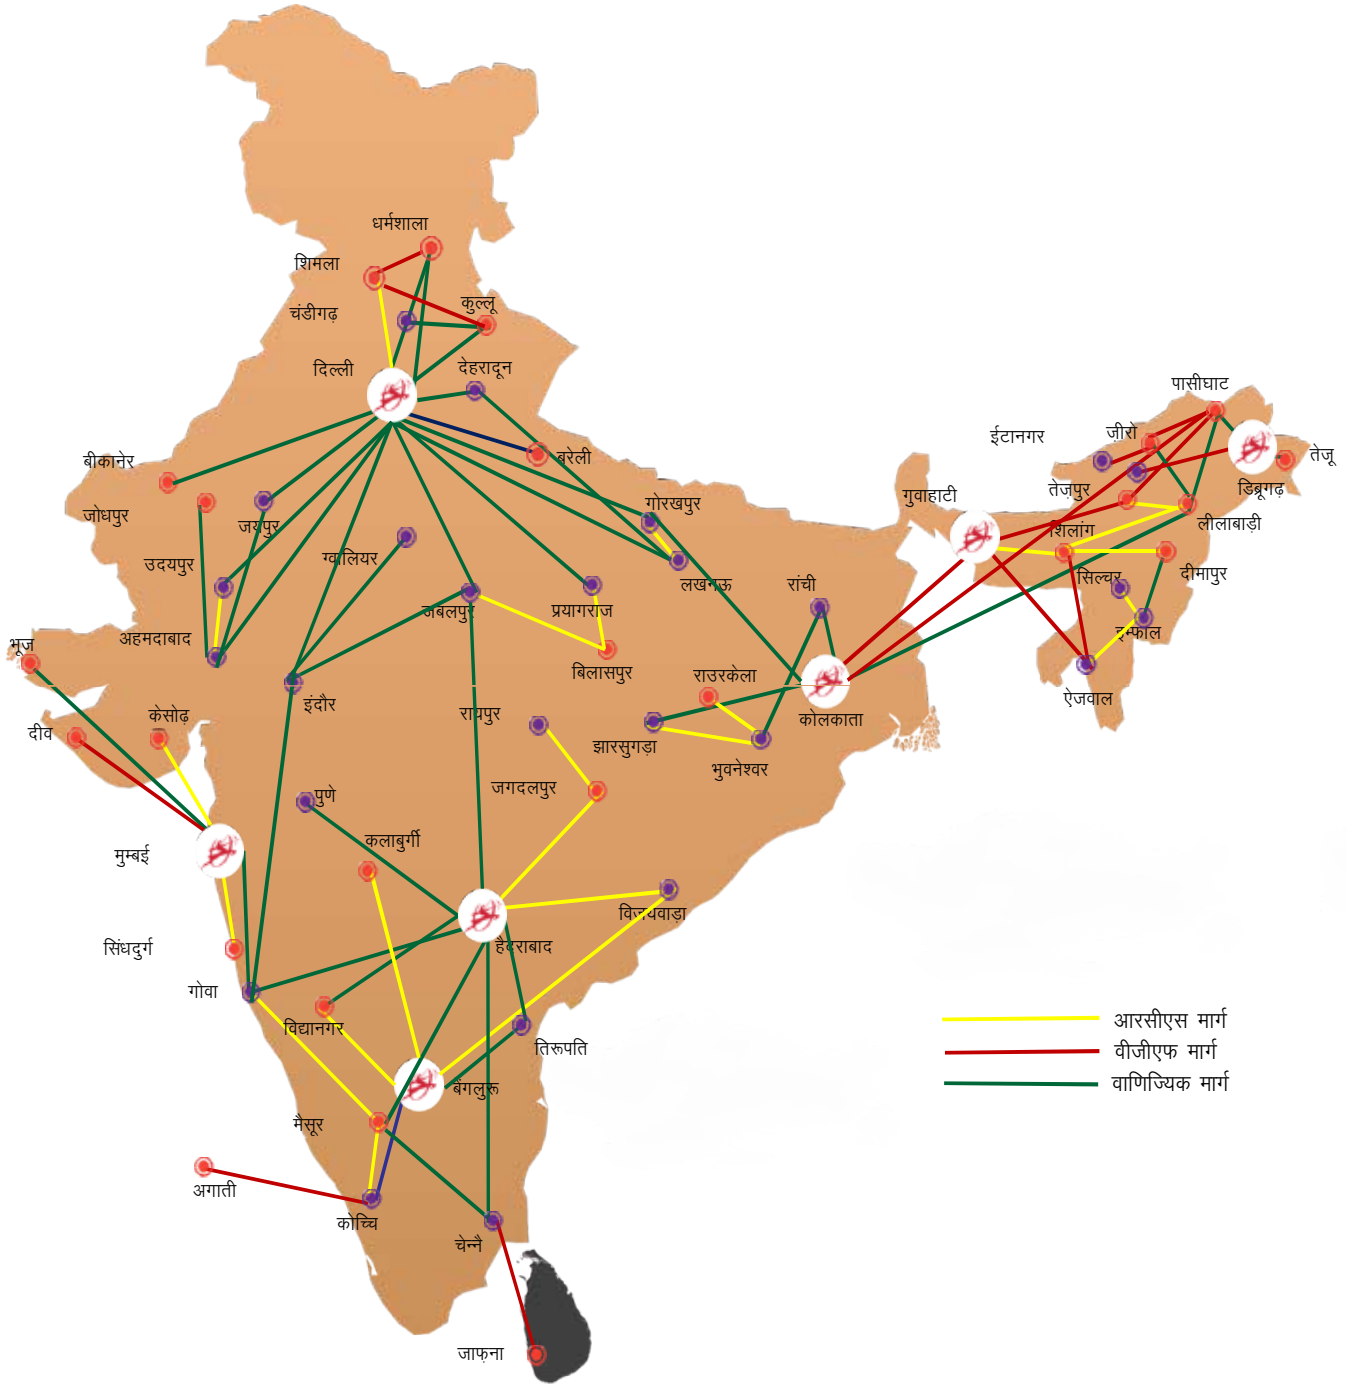 धर्मशाला
शिमला
कुल्लू
चंडीगढ़
दिल्ली
देहरादून
पासीघाट
ईटानगर
जीरो
तेजू
बीकानेर
बरेली
डिब्रूगढ़
तेज़पुर
गुवाहाटी
गोरखपुर
जोधपुर
जयपुर
लीलाबाड़ी
शिलांग
ग्वालियर
उदयपुर
सिल्चर
दीमापुर
लखनऊ
रांची
जबलपुर
प्रयागराज
अहमदाबाद
इम्फाल
भूज
बिलासपुर
राउरकेला
ऐजवाल
इंदौर
केसोढ़
रायपुर
कोलकाता
दीव
झारसुगड़ा
भुवनेश्वर
जगदलपुर
पुणे
कलाबुर्गी
मुम्बई
विजयवाड़ा
सिंधदुर्ग
हैदराबाद
गोवा
विद्यानगर
आरसीएस मार्ग
तिरूपति
वीजीएफ मार्ग
बेंगलुरू
वाणिज्यिक मार्ग
मैसूर
अगाती
कोच्चि
चेन्नै
जाफ़ना